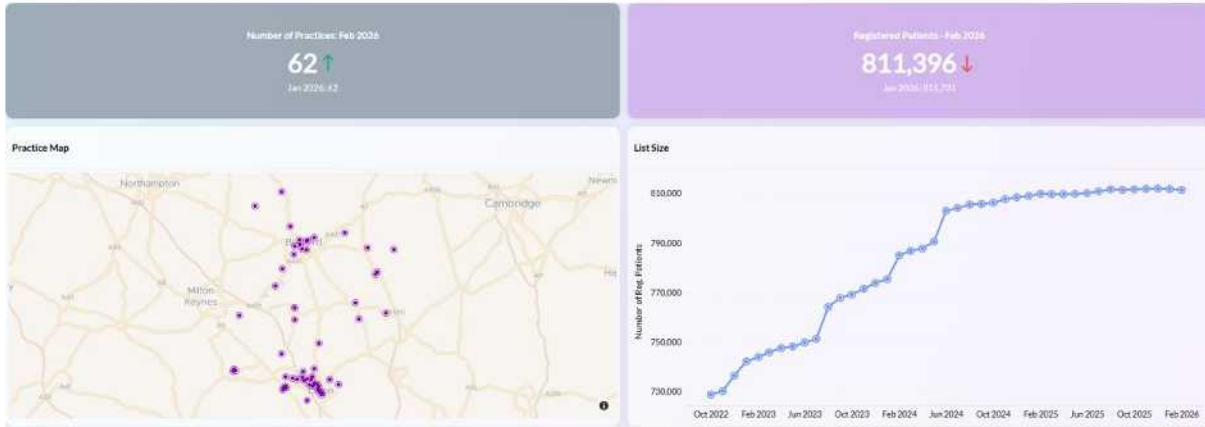 Number of Practices: Feb 2026
62↑
Jan 2026: 62
Registered Patients - Feb 2026
811,396↓
Practice Map
Northampton
Cambridge
Milton
Keynes
List Size
Number of Reg. Patients
810,000
790,000
770,000
750,000
730,000
Oct 2022 Feb 2023 Jun 2023 Oct 2023 Feb 2024 Jun 2024 Oct 2024 Feb 2025 Jun 2025 Oct 2025 Feb 2026